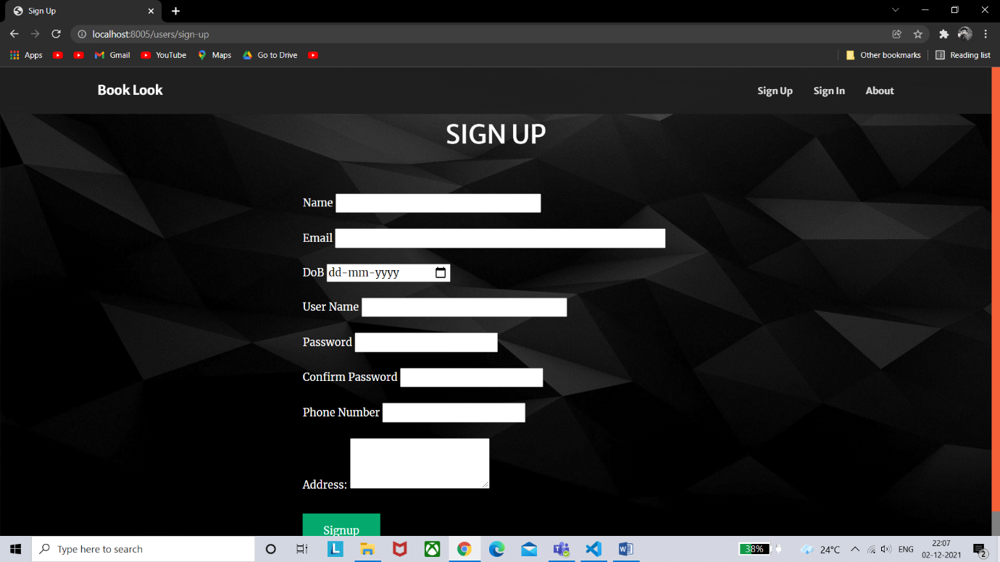 Sign Up
localhost:8005/users/sign-up
Apps Gmail YouTube Maps Go to Drive Other bookmarks Reading list
Book Look Sign Up Sign In About
SIGN UP
Name
Email
DoB dd-mm-yyyy
User Name
Password
Confirm Password
Phone Number
Address:
Signup
Type here to search L W 38% 24°C ENG 22:07
02-12-2021 2